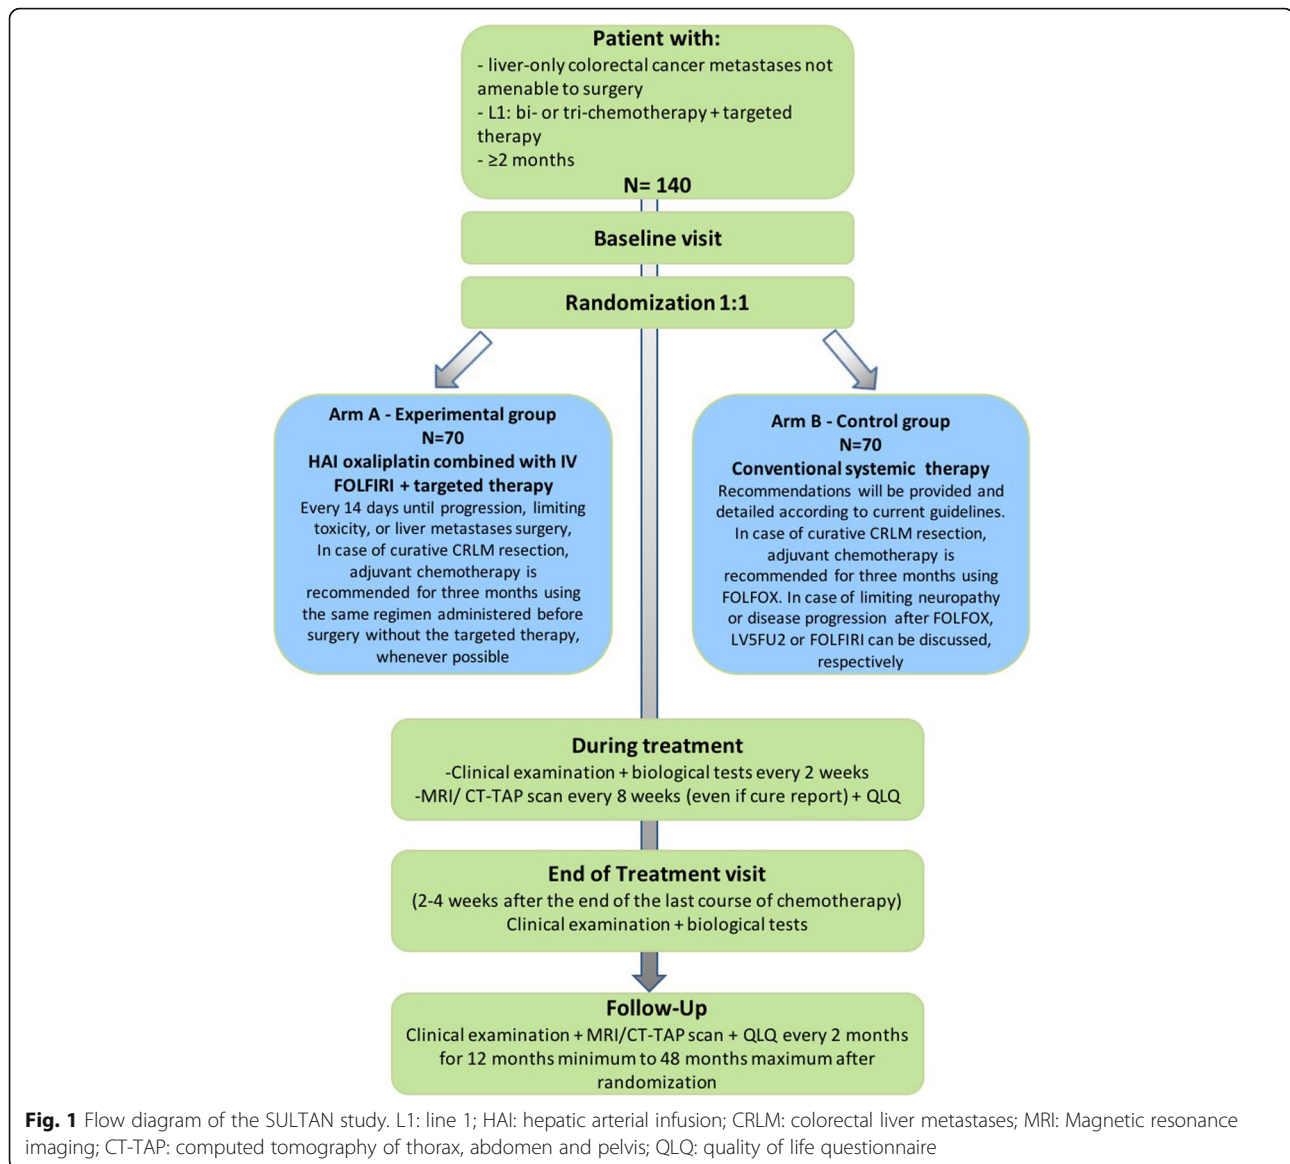 Patient with:
- liver-only colorectal cancer metastases not
amenable to surgery
- L1: bi- or tri-chemotherapy + targeted
therapy
- ≥2 months
N= 140
Baseline visit
Randomization 1:1
Arm A - Experimental group
N=70
HAI oxaliplatin combined with IV
FOLFIRI + targeted therapy
Every 14 days until progression, limiting
toxicity, or liver metastases surgery,
In case of curative CRLM resection,
adjuvant chemotherapy is
recommended for three months using
the same regimen administered before
surgery without the targeted therapy,
whenever possible
Arm B - Control group
N=70
Conventional systemic therapy
Recommendations will be provided and
detailed according to current guidelines.
In case of curative CRLM resection,
adjuvant chemotherapy is
recommended for three months using
FOLFOX. In case of limiting neuropathy
or disease progression after FOLFOX,
LV5FU2 or FOLFIRI can be discussed,
respectively
During treatment
-Clinical examination + biological tests every 2 weeks
-MRI/ CT-TAP scan every 8 weeks (even if cure report) + QLQ
End of Treatment visit
(2-4 weeks after the end of the last course of chemotherapy)
Clinical examination + biological tests
Follow-Up
Clinical examination + MRI/CT-TAP scan + QLQ every 2 months
for 12 months minimum to 48 months maximum after
randomization
Fig. 1 Flow diagram of the SULTAN study. L1: line 1; HAI: hepatic arterial infusion; CRLM: colorectal liver metastases; MRI: Magnetic resonance
imaging; CT-TAP: computed tomography of thorax, abdomen and pelvis; QLQ: quality of life questionnaire